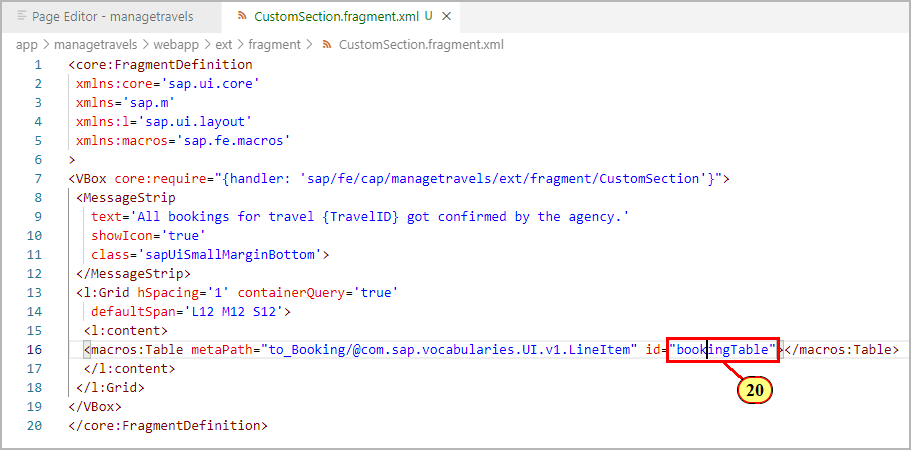 Page Editor - managetravels CustomSection.fragment.xml U ×
app > managetravels > webapp > ext > fragment > CustomSection.fragment.xml
1 <core:FragmentDefinition
2 xmlns:core='sap.ui.core'
3 xmlns='sap.m'
4 xmlns:l='sap.ui.layout'
5 xmlns:macros='sap.fe.macros'
6 >
7 <VBox core:require="{handler: 'sap/fe/cap/managetravels/ext/fragment/CustomSection'}">
8 <MessageStrip
9 text='All bookings for travel {TravelID} got confirmed by the agency.'
10 showIcon='true'
11 class='sapUiSmallMarginBottom'>
12 </MessageStrip>
13 <l:Grid hSpacing='1' containerQuery='true'
14 defaultSpan='L12 M12 S12'>
15 <l:content>
16 <macros:Table metaPath="to_Booking/@com.sap.vocabularies.UI.v1.LineItem" id="bookingTable"></macros:Table>
17 </l:content>
18 </l:Grid>
19 </VBox>
20 </core:FragmentDefinition>
20